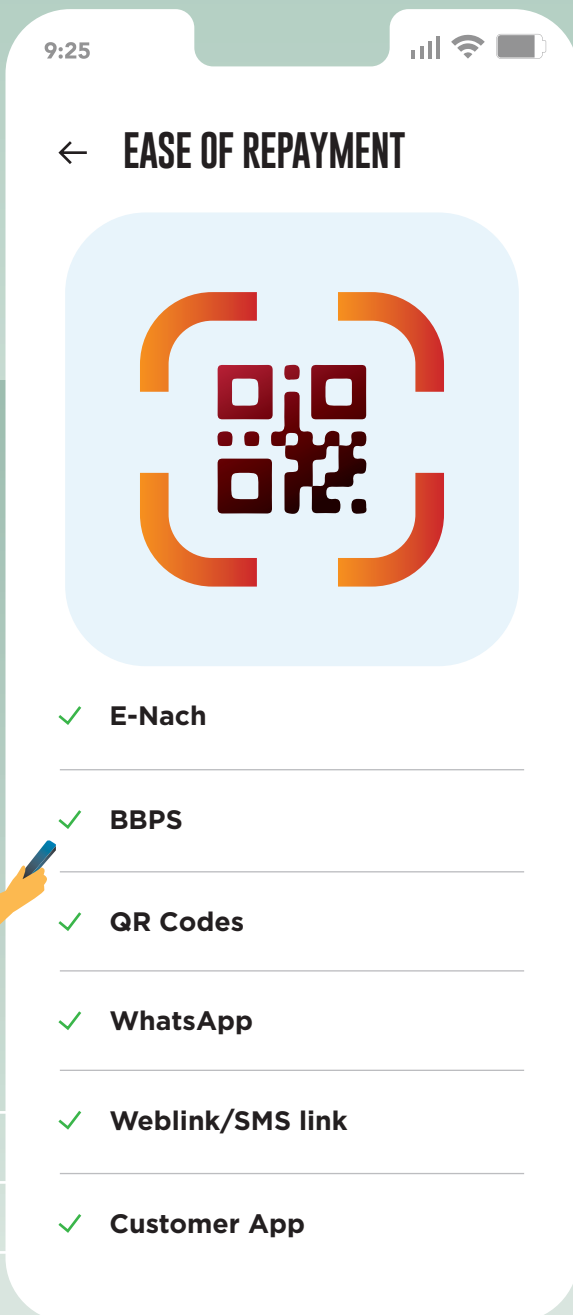 9:25
EASE OF REPAYMENT
E-Nach
BBPS
QR Codes
WhatsApp
Weblink/SMS link
Customer App